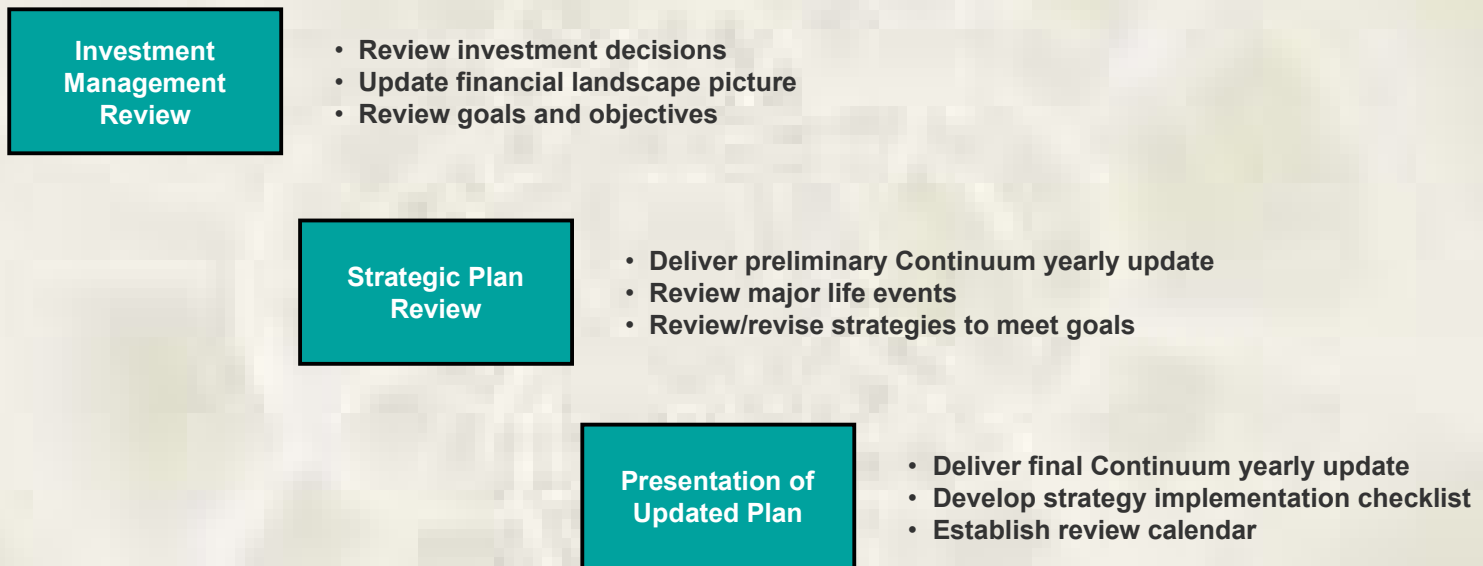 Investment
Management
Review
• Review investment decisions
• Update financial landscape picture
• Review goals and objectives
Strategic Plan
Review
• Deliver preliminary Continuum yearly update
• Review major life events
• Review/revise strategies to meet goals
Presentation of
Updated Plan
• Deliver final Continuum yearly update
• Develop strategy implementation checklist
• Establish review calendar